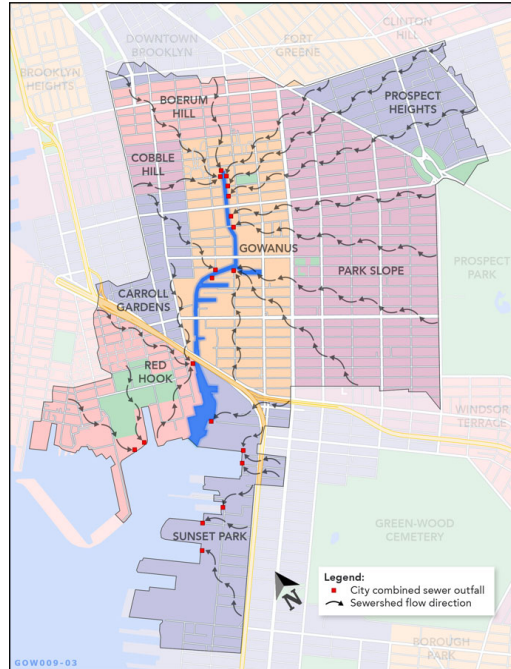 CLINTON
HILL
DOWNTOWN
BROOKLYN
FORT
GREENE
BROOKLYN
HEIGHTS
PROSPECT
HEIGHTS
BOERUM
HILL
COBBLE
HILL
GOWANUS
PARK SLOPE
PROSPECT
PARK
CARROLL
GARDENS
RED
HOOK
WINDSOR
TERRACE
GREEN-WOOD
CEMETERY
SUNSET PARK
N
Legend:
City combined sewer outfall
Sewershed flow direction
BOROUGH
PARK
GOW009-03